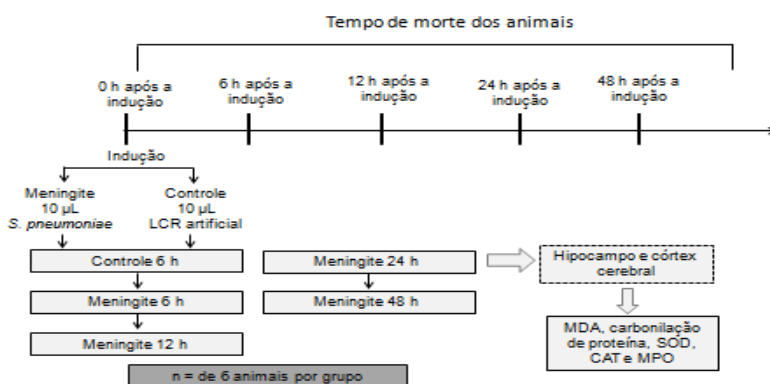 Tempo de morte dos animais
0 h após a
indução
6 h após a
indução
12 h após a
indução
24 h após a
indução
48 h após a
indução
Indução
Meningite
10 µL
S. pneumoniae
Controle
10 µL
LCR artificial
Controle 6 h
Meningite 6 h
Meningite 12 h
Meningite 24 h
Meningite 48 h
Hipocampo e córtex
cerebral
MDA, carbonilação
de proteína, SOD,
CAT e MPO
n = de 6 animais por grupo